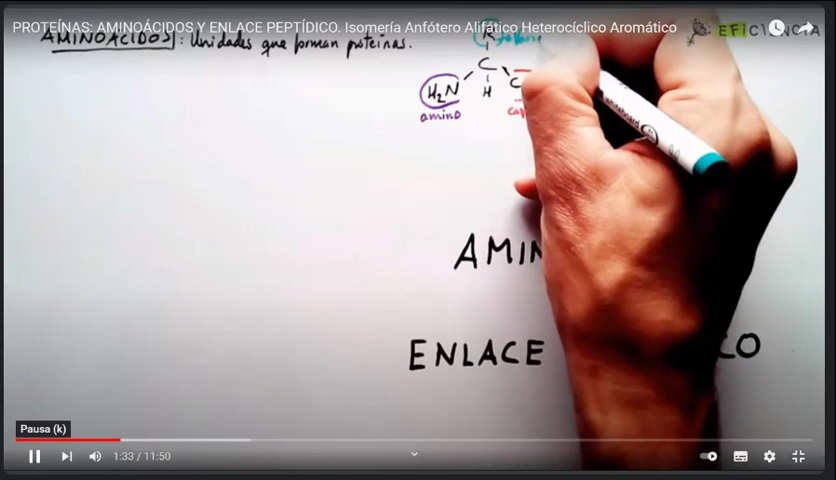 PROTEÍNAS: AMINOÁCIDOS Y ENLACE PEPTÍDICO. Isomería Anfótero Alifático Heterocíclico Aromático
EFICIENCIA
AMINOÁCIDOS: Unidades que forman proteínas.
R
C
H₂N
H
C
amino
AMIN
ENLACE
CO
Pausa (k)
1:33 / 11:50